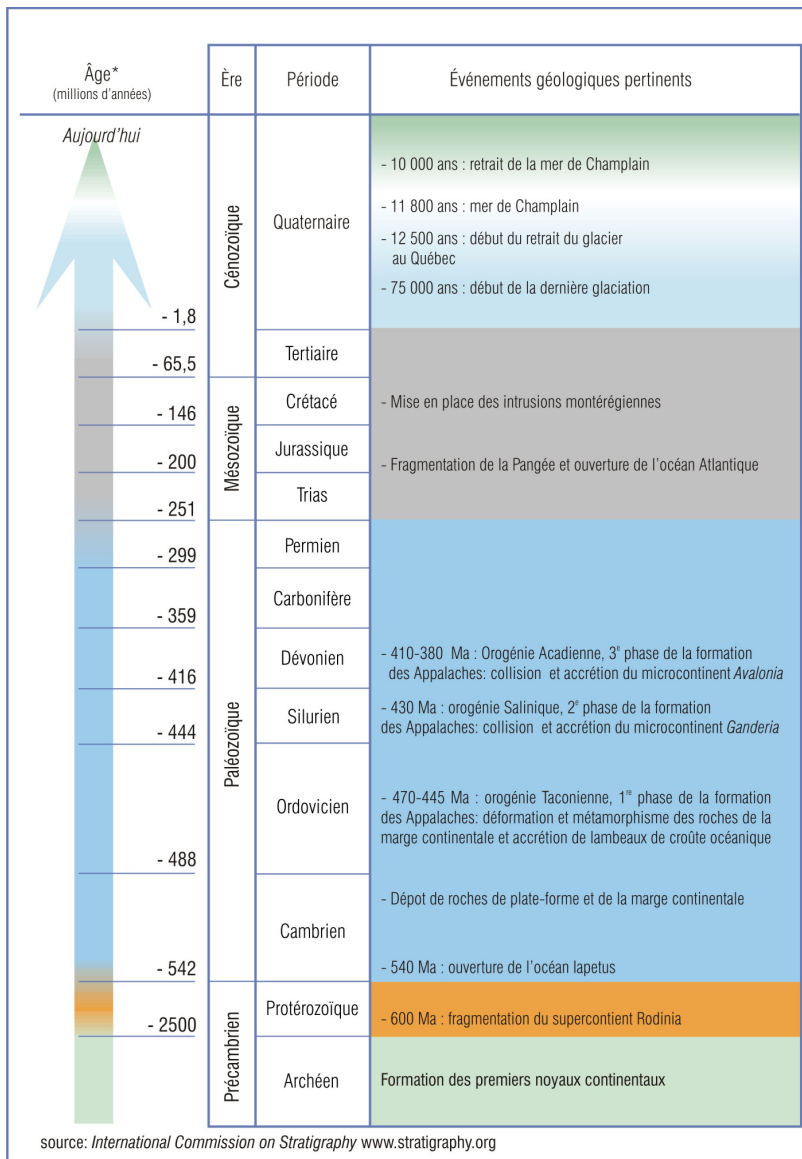 Âge*
(millions d'années)
Ère
Période
Événements géologiques pertinents
Aujourd'hui
Cénozoïque
Quaternaire
- 10 000 ans : retrait de la mer de Champlain
- 11 800 ans : mer de Champlain
- 12 500 ans : début du retrait du glacier
au Québec
- 75 000 ans : début de la dernière glaciation
- 1,8
Tertiaire
- 65,5
Mésozoïque
Crétacé
- Mise en place des intrusions montérégiennes
- 146
Jurassique
- Fragmentation de la Pangée et ouverture de l'océan Atlantique
- 200
Trias
- 251
Paléozoïque
Permien
- 299
Carbonifère
- 359
Dévonien
- 410-380 Ma : Orogénie Acadienne, 3e phase de la formation
des Appalaches: collision et accrétion du microcontinent Avalonia
- 416
Silurien
- 430 Ma : orogénie Salinique, 2e phase de la formation
des Appalaches: collision et accrétion du microcontinent Ganderia
- 444
Ordovicien
- 470-445 Ma : orogénie Taconienne, 1re phase de la formation
des Appalaches: déformation et métamorphisme des roches de la
marge continentale et accrétion de lambeaux de croûte océanique
- 488
Cambrien
- Dépot de roches de plate-forme et de la marge continentale
- 540 Ma : ouverture de l'océan Iapetus
- 542
Précambrien
Protérozoïque
- 600 Ma : fragmentation du supercontient Rodinia
- 2500
Archéen
Formation des premiers noyaux continentaux
source: International Commission on Stratigraphy www.stratigraphy.org